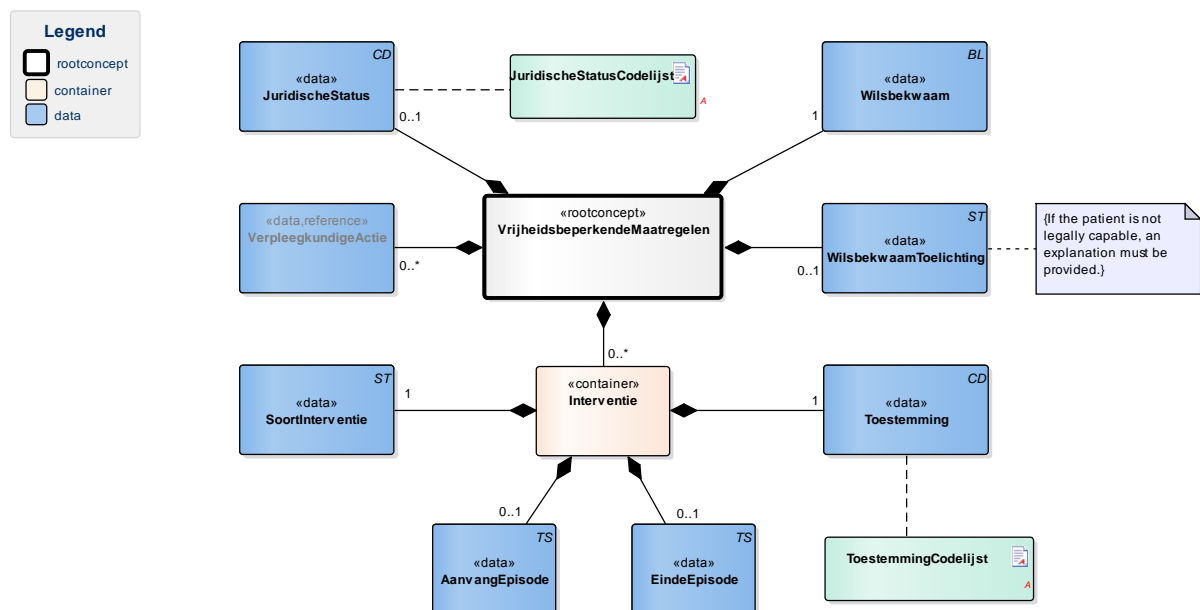 Legend
rootconcept
container
data
CD
«data»
JuridischeStatus
0..1
JuridischeStatusCodelijst
A
BL
«data»
Wilsbekwaam
1
«data,reference»
VerpleegkundigeActie
0..*
«rootconcept»
VrijheidsbeperkendeMaatregelen
ST
«data»
WilsbekwaamToelichting
0..1
{If the patient is not
legally capable, an
explanation must be
provided.}
0..*
ST
«data»
SoortInterventie
1
«container»
Interventie
CD
«data»
Toestemming
1
0..1
0..1
TS
«data»
AanvangEpisode
TS
«data»
EindeEpisode
ToestemmingCodelijst
A